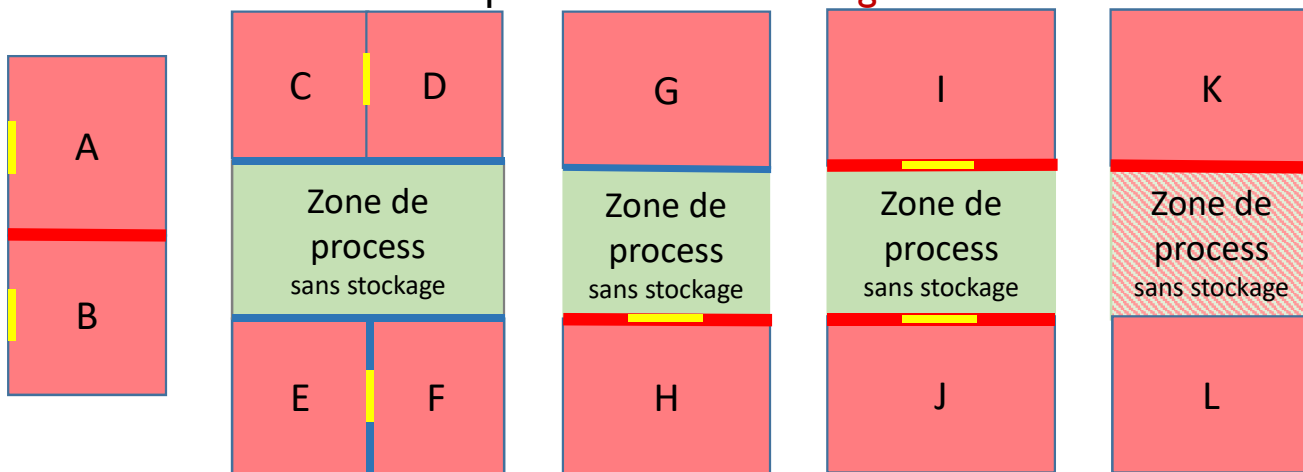 C D G I K
A
Zone de
process
sans stockage
Zone de
process
sans stockage
Zone de
process
sans stockage
Zone de
process
sans stockage
B
E F H J L